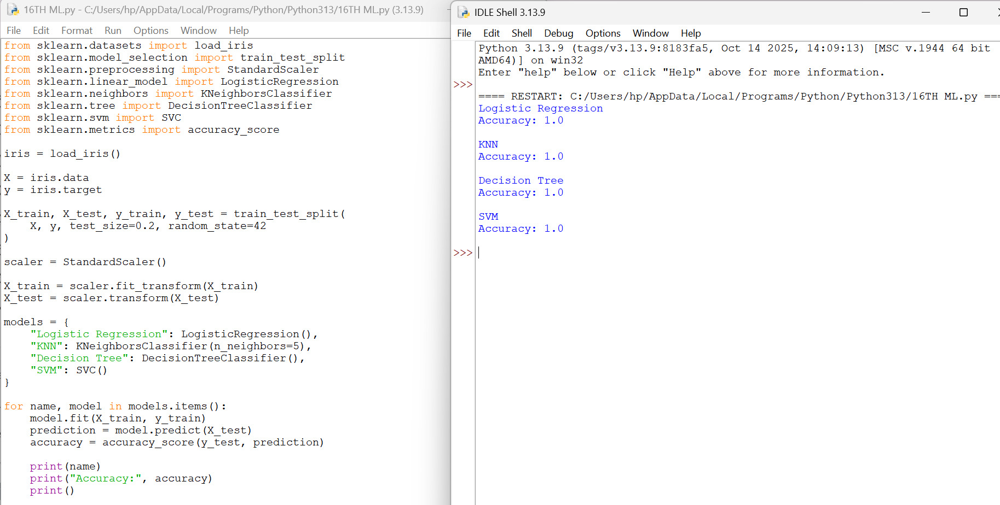 16TH ML.py - C:/Users/hp/AppData/Local/Programs/Python/Python313/16TH ML.py (3.13.9)
File Edit Format Run Options Window Help
from sklearn.datasets import load_iris
from sklearn.model_selection import train_test_split
from sklearn.preprocessing import StandardScaler
from sklearn.linear_model import LogisticRegression
from sklearn.neighbors import KNeighborsClassifier
from sklearn.tree import DecisionTreeClassifier
from sklearn.svm import SVC
from sklearn.metrics import accuracy_score

iris = load_iris()

X = iris.data
y = iris.target

X_train, X_test, y_train, y_test = train_test_split(
    X, y, test_size=0.2, random_state=42
)

scaler = StandardScaler()

X_train = scaler.fit_transform(X_train)
X_test = scaler.transform(X_test)

models = {
    "Logistic Regression": LogisticRegression(),
    "KNN": KNeighborsClassifier(n_neighbors=5),
    "Decision Tree": DecisionTreeClassifier(),
    "SVM": SVC()
}

for name, model in models.items():
    model.fit(X_train, y_train)
    prediction = model.predict(X_test)
    accuracy = accuracy_score(y_test, prediction)

    print(name)
    print("Accuracy:", accuracy)
    print()
IDLE Shell 3.13.9
File Edit Shell Debug Options Window Help
Python 3.13.9 (tags/v3.13.9:8183fa5, Oct 14 2025, 14:09:13) [MSC v.1944 64 bit
AMD64)] on win32
Enter "help" below or click "Help" above for more information.
>>>
==== RESTART: C:/Users/hp/AppData/Local/Programs/Python/Python313/16TH ML.py ===
Logistic Regression
Accuracy: 1.0

KNN
Accuracy: 1.0

Decision Tree
Accuracy: 1.0

SVM
Accuracy: 1.0

>>>